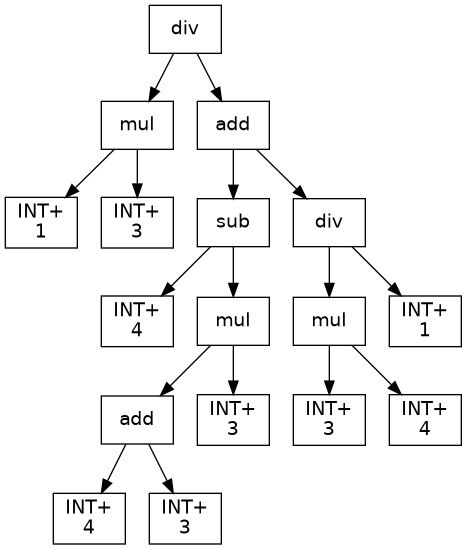 div
mul
add
INT+
1
INT+
3
sub
div
INT+
4
mul
mul
INT+
1
add
INT+
3
INT+
3
INT+
4
INT+
4
INT+
3